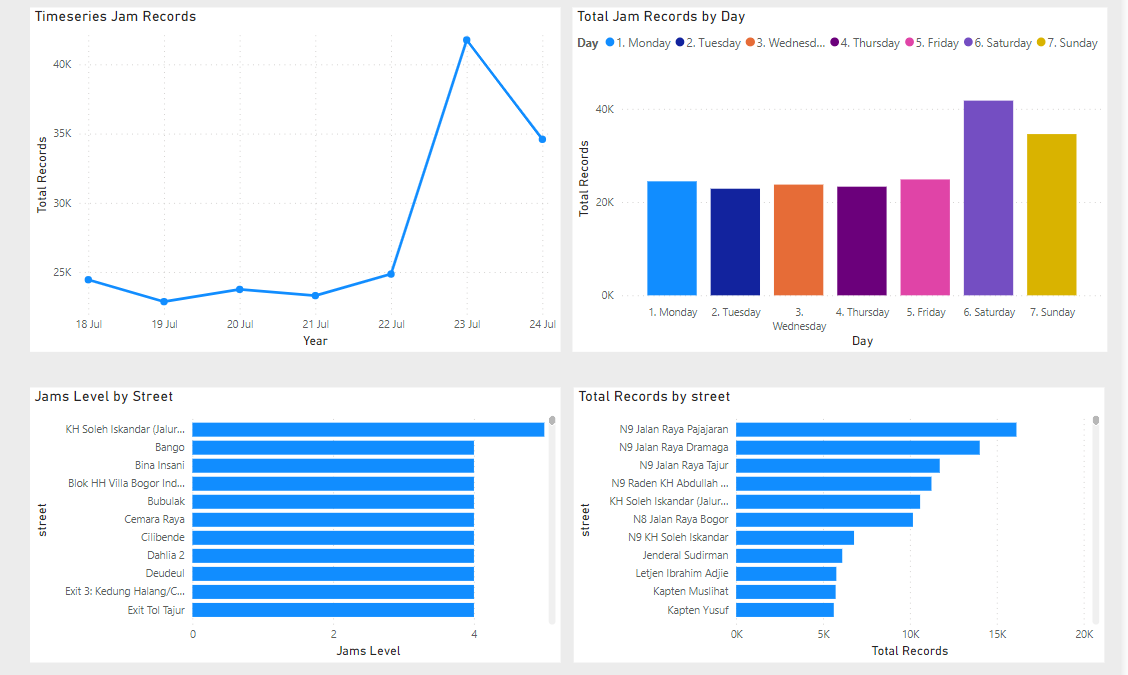 Timeseries Jam Records
40K
35K
30K
25K
Total Records
18 Jul 19 Jul 20 Jul 21 Jul 22 Jul 23 Jul 24 Jul
Year
Total Jam Records by Day
Day 1. Monday 2. Tuesday 3. Wednesd... 4. Thursday 5. Friday 6. Saturday 7. Sunday
40K
20K
0K
Total Records
1. Monday 2. Tuesday 3. Wednesday 4. Thursday 5. Friday 6. Saturday 7. Sunday
Day
Jams Level by Street
street
KH Soleh Iskandar (Jalur...
Bango
Bina Insani
Blok HH Villa Bogor Ind...
Bubulak
Cemara Raya
Cilibende
Dahlia 2
Deudeul
Exit 3: Kedung Halang/C...
Exit Tol Tajur
0 2 4
Jams Level
Total Records by street
street
N9 Jalan Raya Pajajaran
N9 Jalan Raya Dramaga
N9 Jalan Raya Tajur
N9 Raden KH Abdullah ...
KH Soleh Iskandar (Jalur...
N8 Jalan Raya Bogor
N9 KH Soleh Iskandar
Jenderal Sudirman
Letjen Ibrahim Adjie
Kapten Muslihat
Kapten Yusuf
0K 5K 10K 15K 20K
Total Records